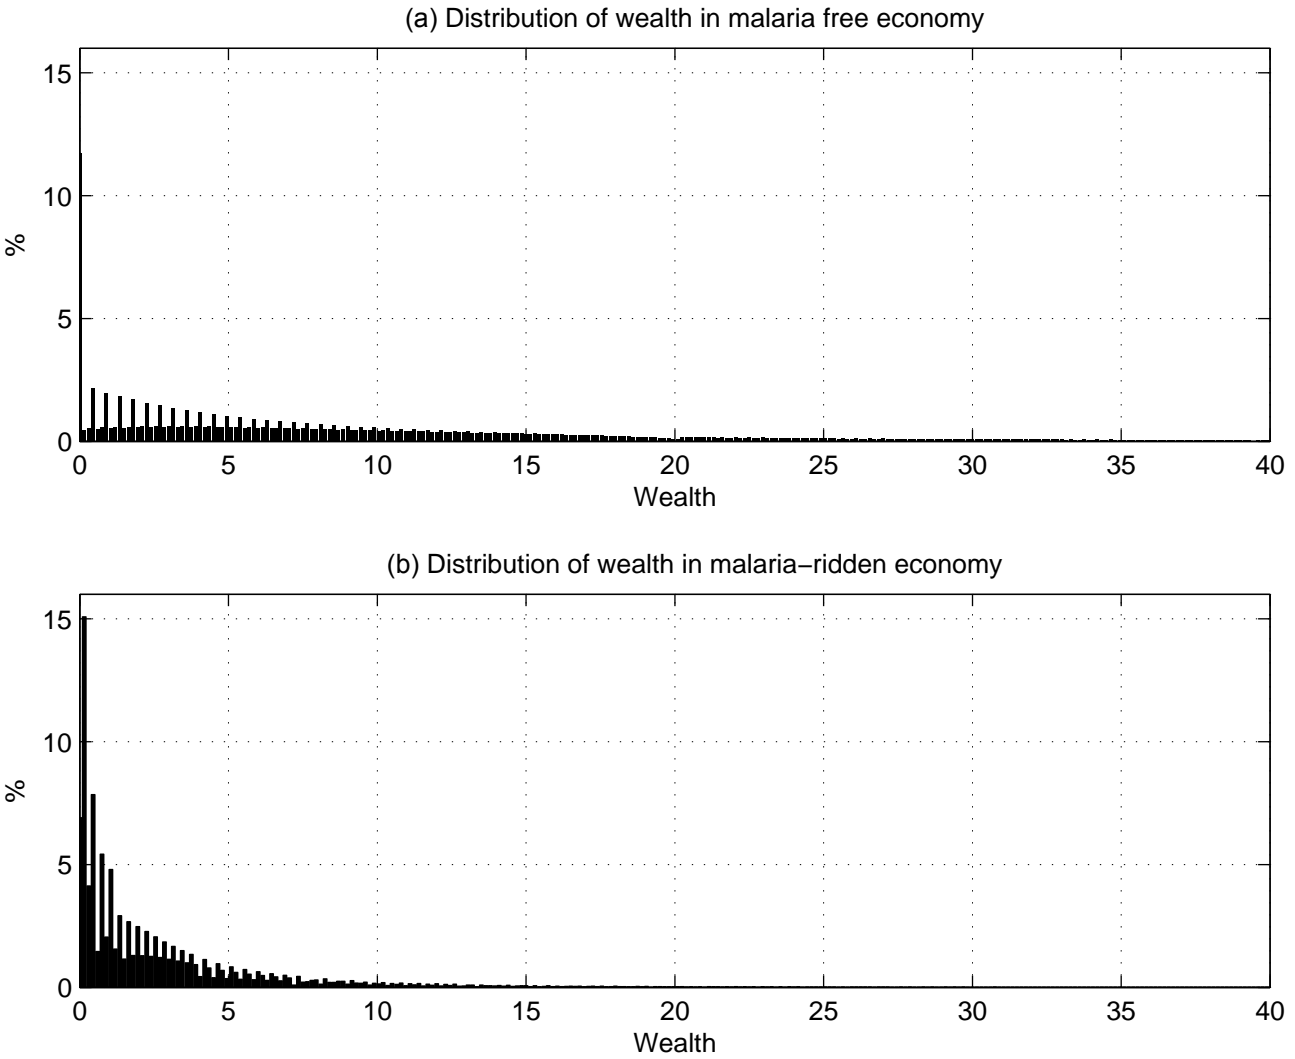 (a) Distribution of wealth in malaria free economy
15
10
5
0
%
0 5 10 15 20 25 30 35 40
Wealth
(b) Distribution of wealth in malaria−ridden economy
15
10
5
0
%
0 5 10 15 20 25 30 35 40
Wealth